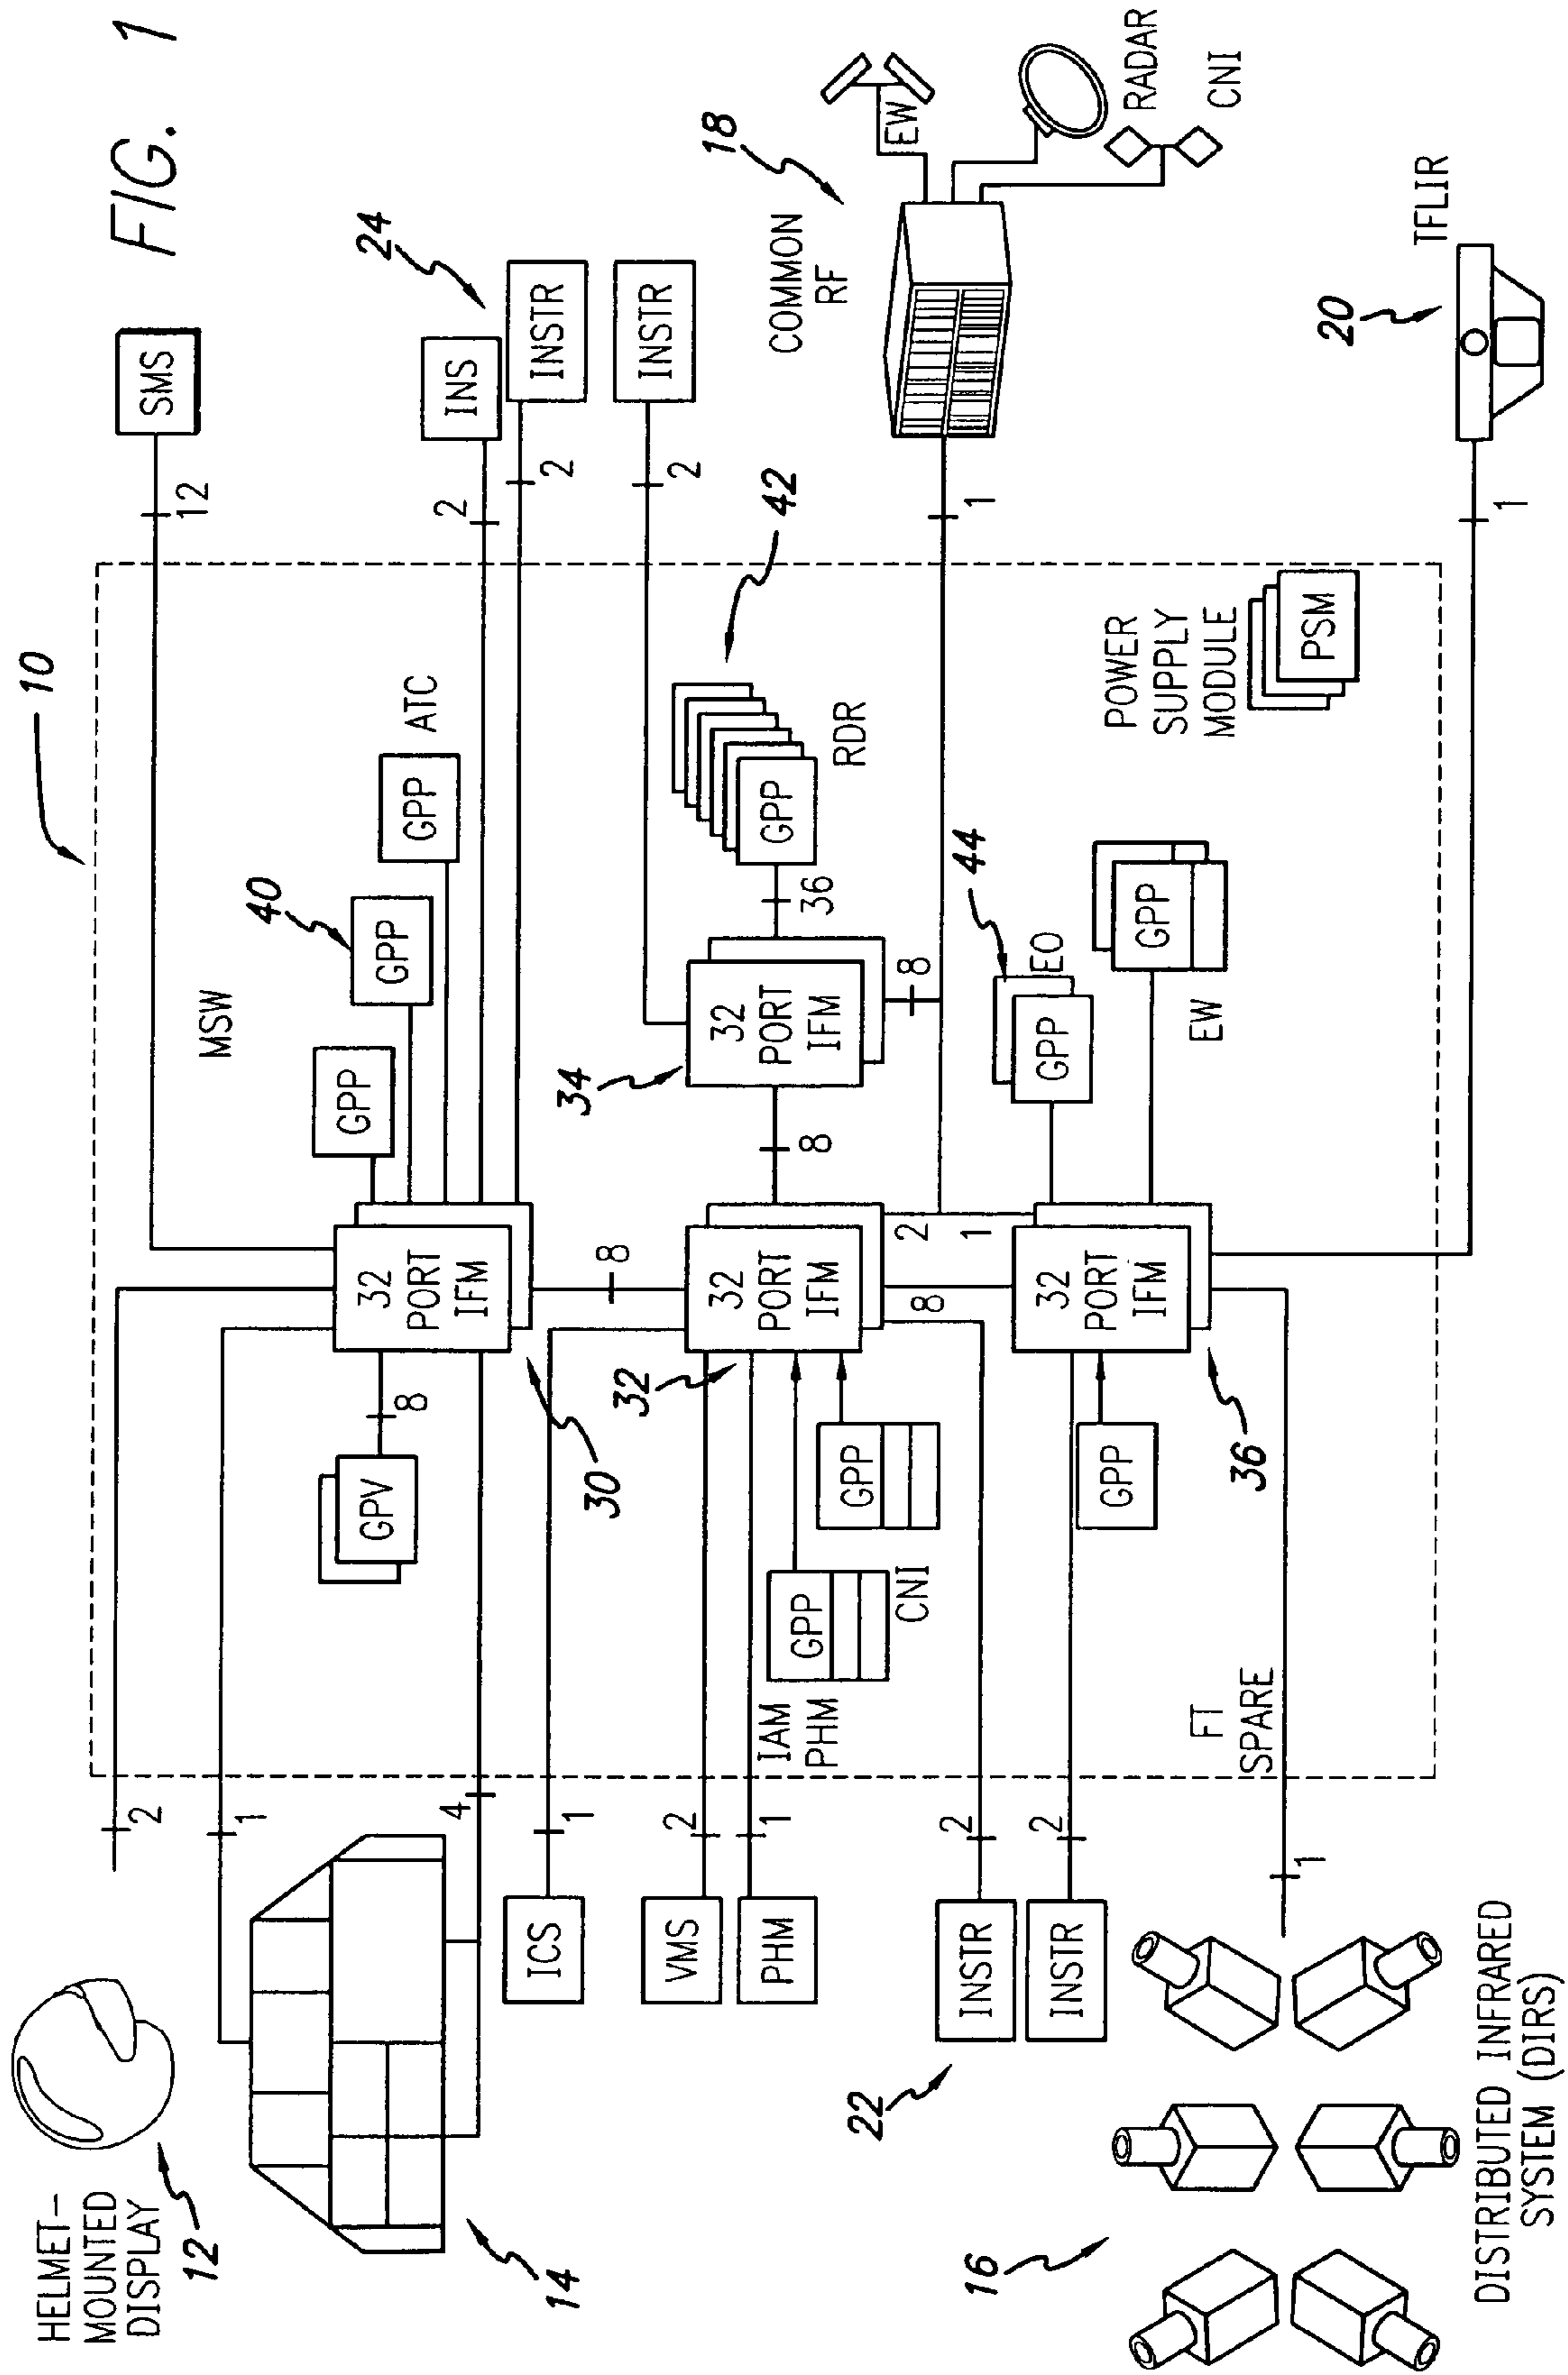 FIG. 1
HELMET-
MOUNTED
DISPLAY
12
2
10
SMS
12
1
14
4
GPV
8
32
PORT
IFM
30
MSW
GPP
GPP
40
GPP
ATC
INS
2
24
INSTR
2
ICS
1
8
VMS
2
PHM
1
IAM
PHM
GPP
CNI
GPP
32
32
PORT
IFM
8
34
32
PORT
IFM
36
GPP
RDR
42
INSTR
2
8
COMMON
RF
18
EW
RADAR
CNI
1
2
1
8
INSTR
2
22
INSTR
2
GPP
32
PORT
IFM
36
GPP
EO
44
GPP
EW
POWER
SUPPLY
MODULE
PSM
FT
SPARE
1
16
DISTRIBUTED INFRARED
SYSTEM (DIRS)
1
20
TFLIR